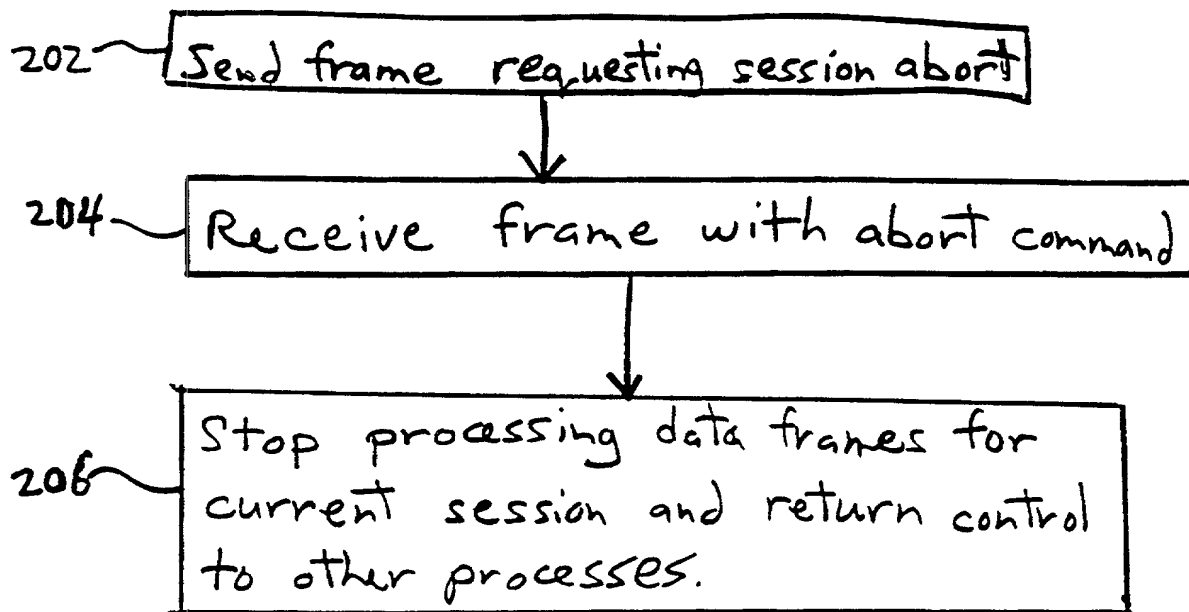 202 Send frame requesting session abort
204 Receive frame with abort command
Stop processing data frames for
206 current session and return control
to other processes.